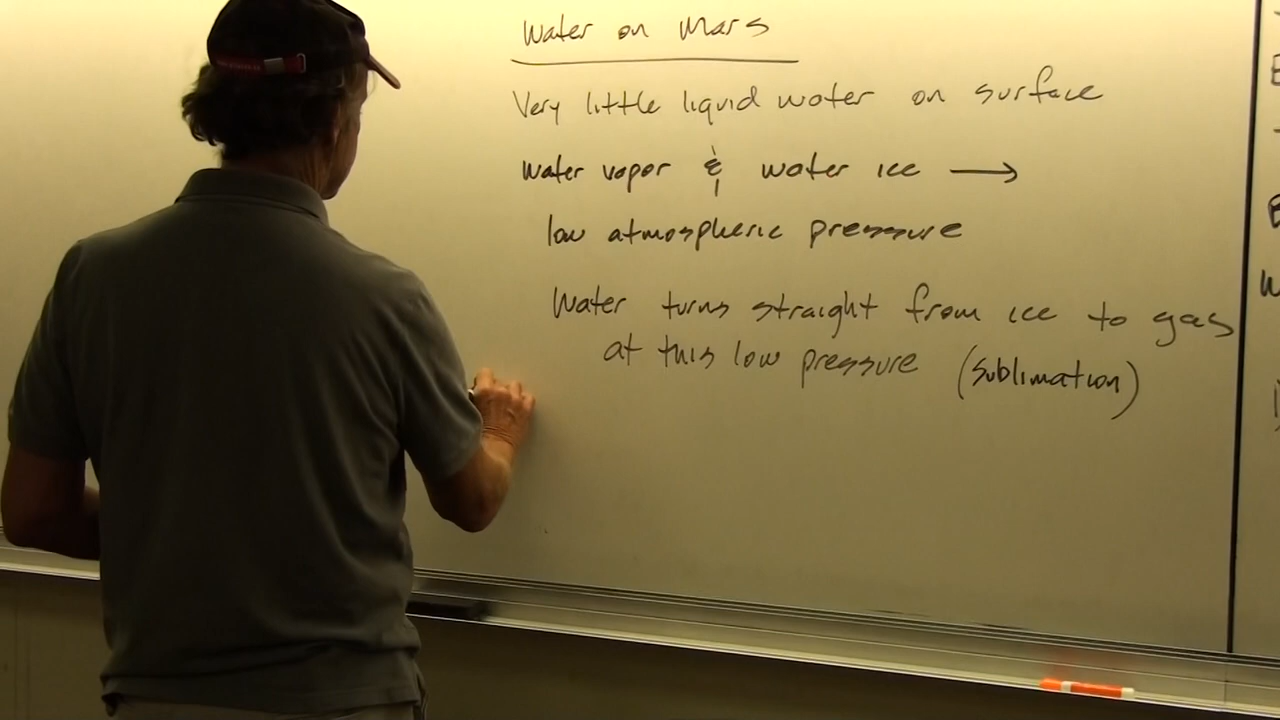 Water on Mars
Very little liquid water on surface
water vapor & water ice →
low atmospheric pressure
Water turns straight from ice to gas
at this low pressure (sublimation)